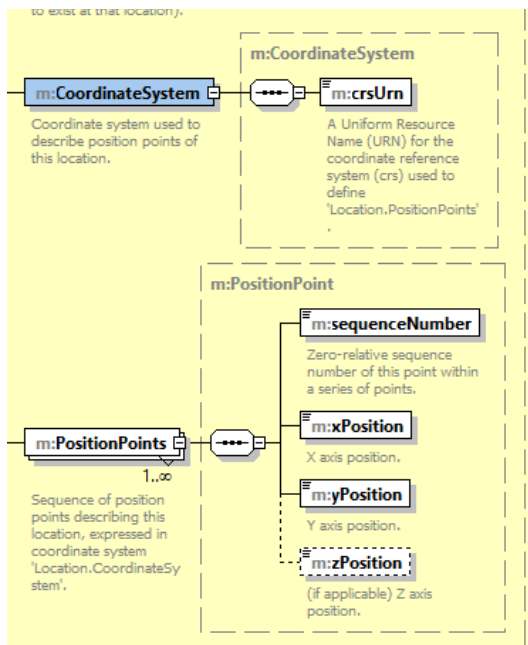 to exist at that location).
m:CoordinateSystem
m:CoordinateSystem
m:crsUrn
Coordinate system used to
describe position points of
this location.
A Uniform Resource
Name (URN) for the
coordinate reference
system (crs) used to
define
'Location.PositionPoints'
.
m:PositionPoint
m:sequenceNumber
Zero-relative sequence
number of this point within
a series of points.
m:xPosition
X axis position.
m:PositionPoints
1..∞
Sequence of position
points describing this
location, expressed in
coordinate system
'Location.CoordinateSy
stem'.
m:yPosition
Y axis position.
m:zPosition
(if applicable) Z axis
position.